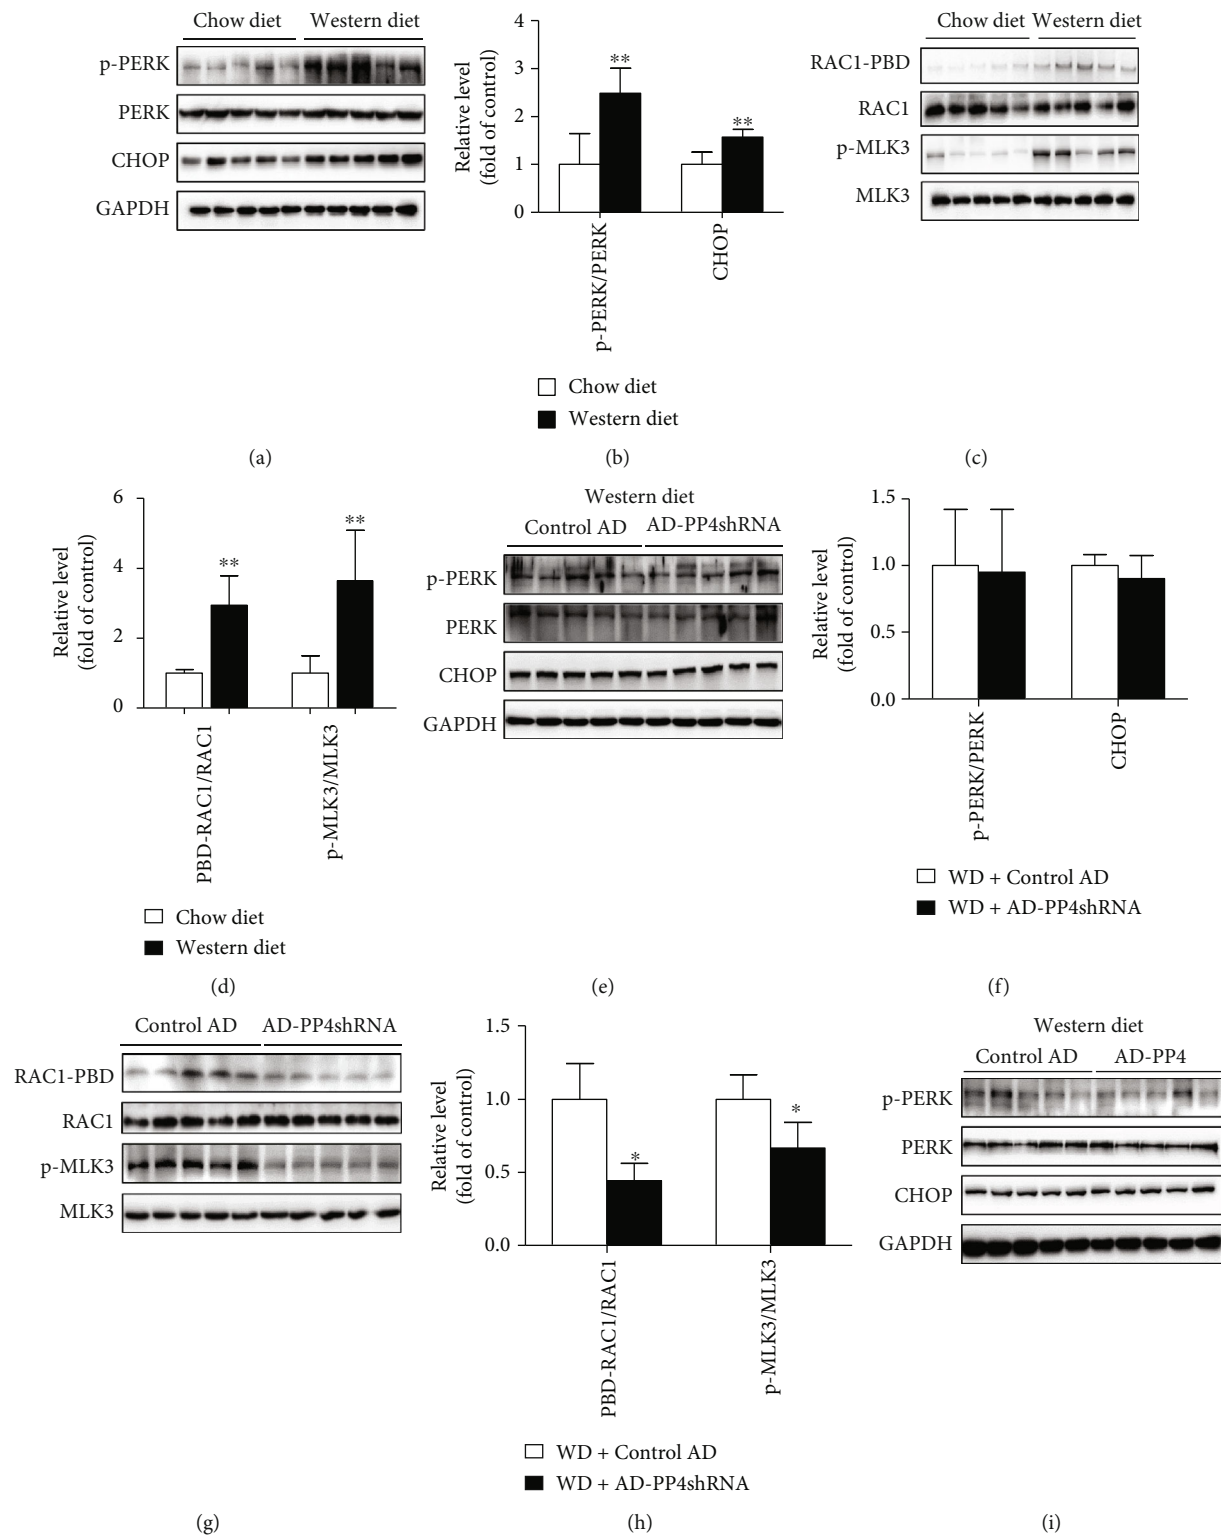 Chow diet Western diet
p-PERK
PERK
CHOP
GAPDH
(a)
Relative level
(fold of control)
4
3
2
1
0
**
**
p-PERK/PERK
CHOP
Chow diet
Western diet
(b)
Chow diet Western diet
RAC1-PBD
RAC1
p-MLK3
MLK3
(c)
Relative level
(fold of control)
6
4
2
0
**
**
PBD-RAC1/RAC1
p-MLK3/MLK3
Chow diet
Western diet
(d)
Western diet
Control AD AD-PP4shRNA
p-PERK
PERK
CHOP
GAPDH
(e)
Relative level
(fold of control)
1.5
1.0
0.5
0.0
p-PERK/PERK
CHOP
WD + Control AD
WD + AD-PP4shRNA
(f)
Control AD AD-PP4shRNA
RAC1-PBD
RAC1
p-MLK3
MLK3
(g)
Relative level
(fold of control)
1.5
1.0
0.5
0.0
*
*
PBD-RAC1/RAC1
p-MLK3/MLK3
WD + Control AD
WD + AD-PP4shRNA
(h)
Western diet
Control AD AD-PP4
p-PERK
PERK
CHOP
GAPDH
(i)